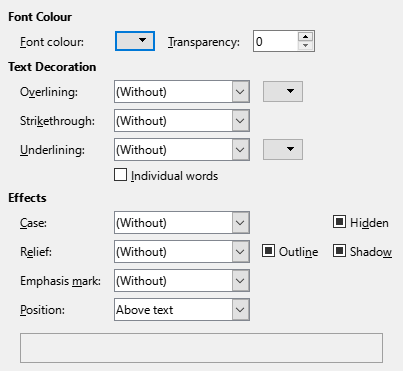 Font Colour
Font colour: Transparency: 0
Text Decoration
Overlining: (Without)
Strikethrough: (Without)
Underlining: (Without)
Individual words
Effects
Case: (Without) Hidden
Relief: (Without) Outline Shadow
Emphasis mark: (Without)
Position: Above text